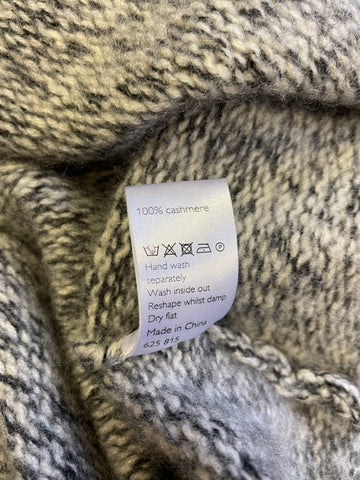 100% cashmere
P
Hand wash
separately
Wash inside out
Reshape whilst damp
Dry flat
Made in China
625 815